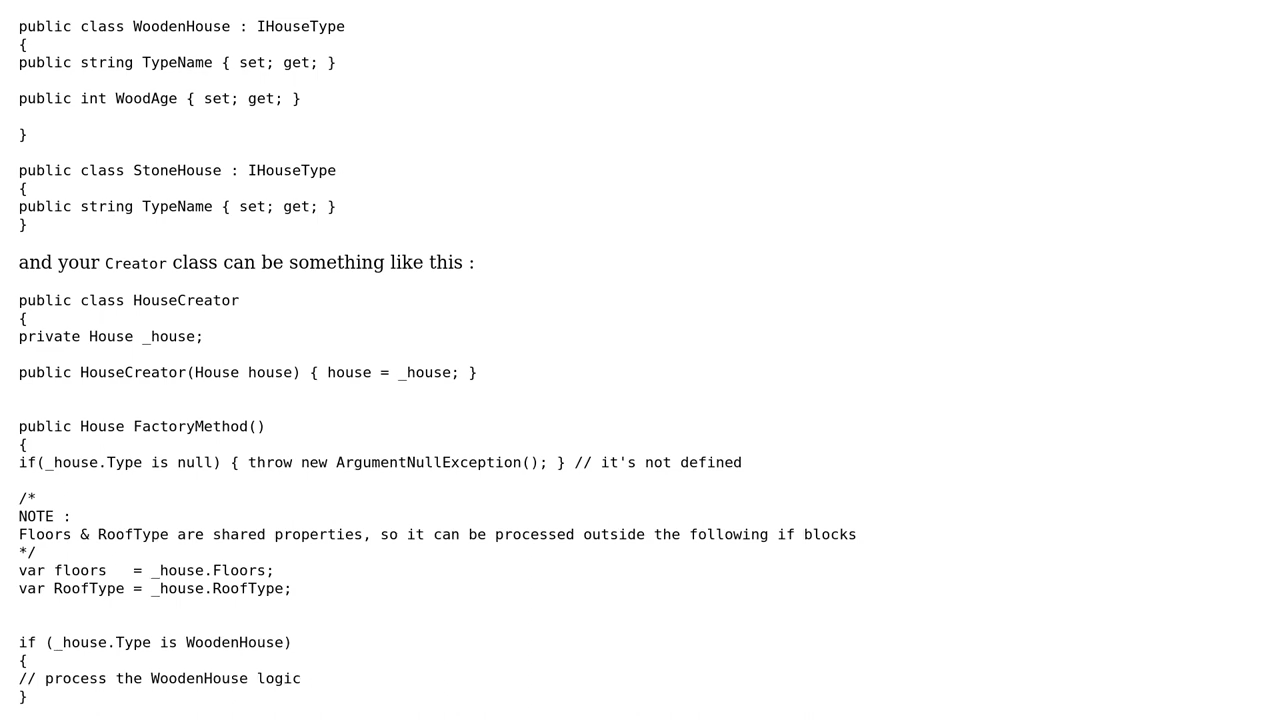 public class WoodenHouse : IHouseType
{
public string TypeName { set; get; }
public int WoodAge { set; get; }
}
public class StoneHouse : IHouseType
{
public string TypeName { set; get; }
}
and your Creator class can be something like this :
public class HouseCreator
{
private House _house;
public HouseCreator(House house) { house = _house; }
public House FactoryMethod()
{
if(_house.Type is null) { throw new ArgumentNullException(); } // it's not defined
/*
NOTE :
Floors & RoofType are shared properties, so it can be processed outside the following if blocks
*/
var floors   = _house.Floors;
var RoofType = _house.RoofType;
if (_house.Type is WoodenHouse)
{
// process the WoodenHouse logic
}